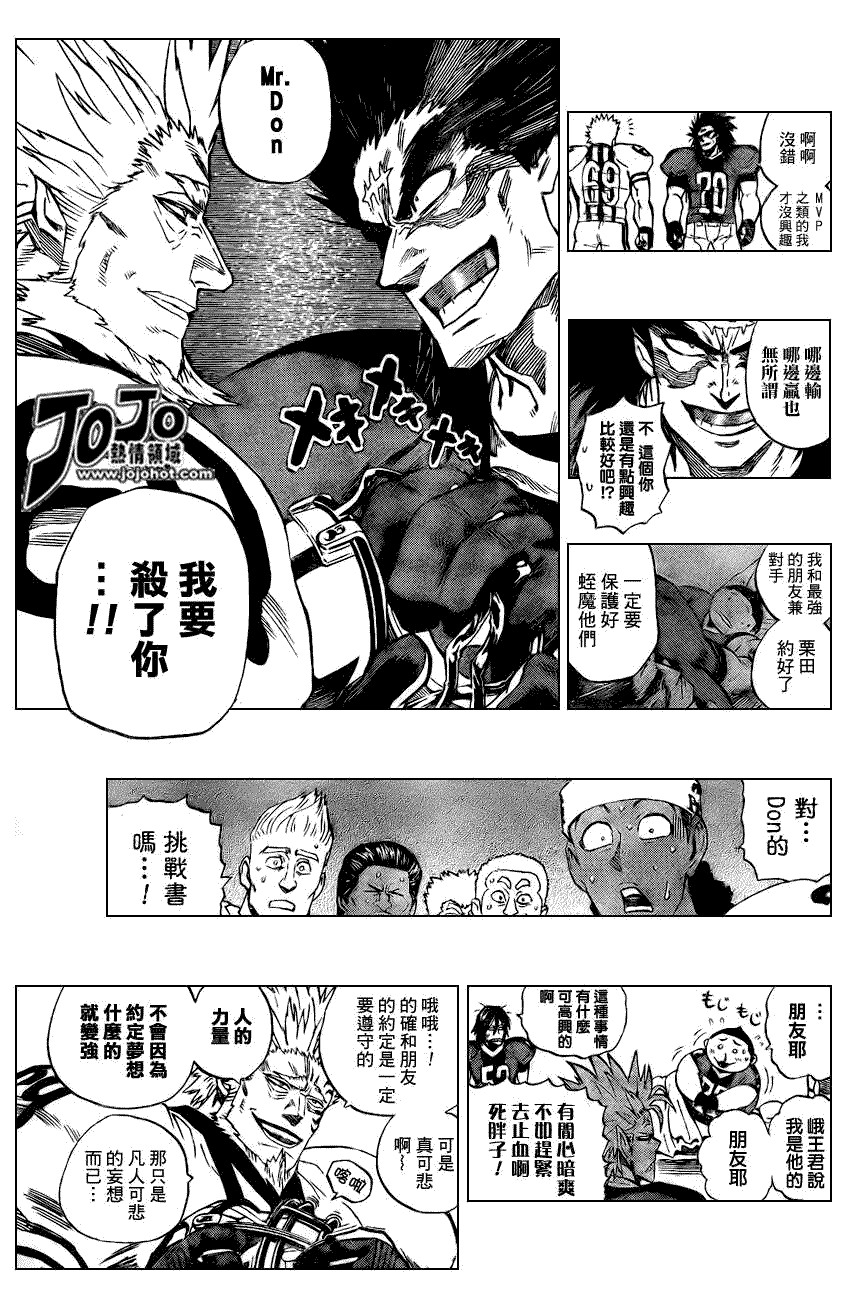 啊啊
沒錯
MVP
之類的我
才沒興趣
29
20
哪邊輸
哪邊贏也
無所謂
不 這個你
還是有點興趣
比較好吧!?
我和最強
的朋友兼
對手
栗田
約好了
一定要
保護好
蛭魔他們
Mr.
Don
メキ
メキ
メキ
我要
殺了你
…!!
JOJO
熱情領域
www.jojohot.com
對…
Don的
挑戰書
嗎…!
…
朋友耶
もじ
もじ
峨王君說
我是他的
朋友耶
這種事情
有什麼
可高興的
啊
52
有閒心暗爽
不如趕緊
去止血啊
死胖子!
哦哦…!
的確和朋友
的約定是一定
要遵守的
可是
真可悲
啊~
喀啦
人的
力量
不會因為
約定夢想
什麼的
就變強
那只是
凡人可悲
的妄想
而已…